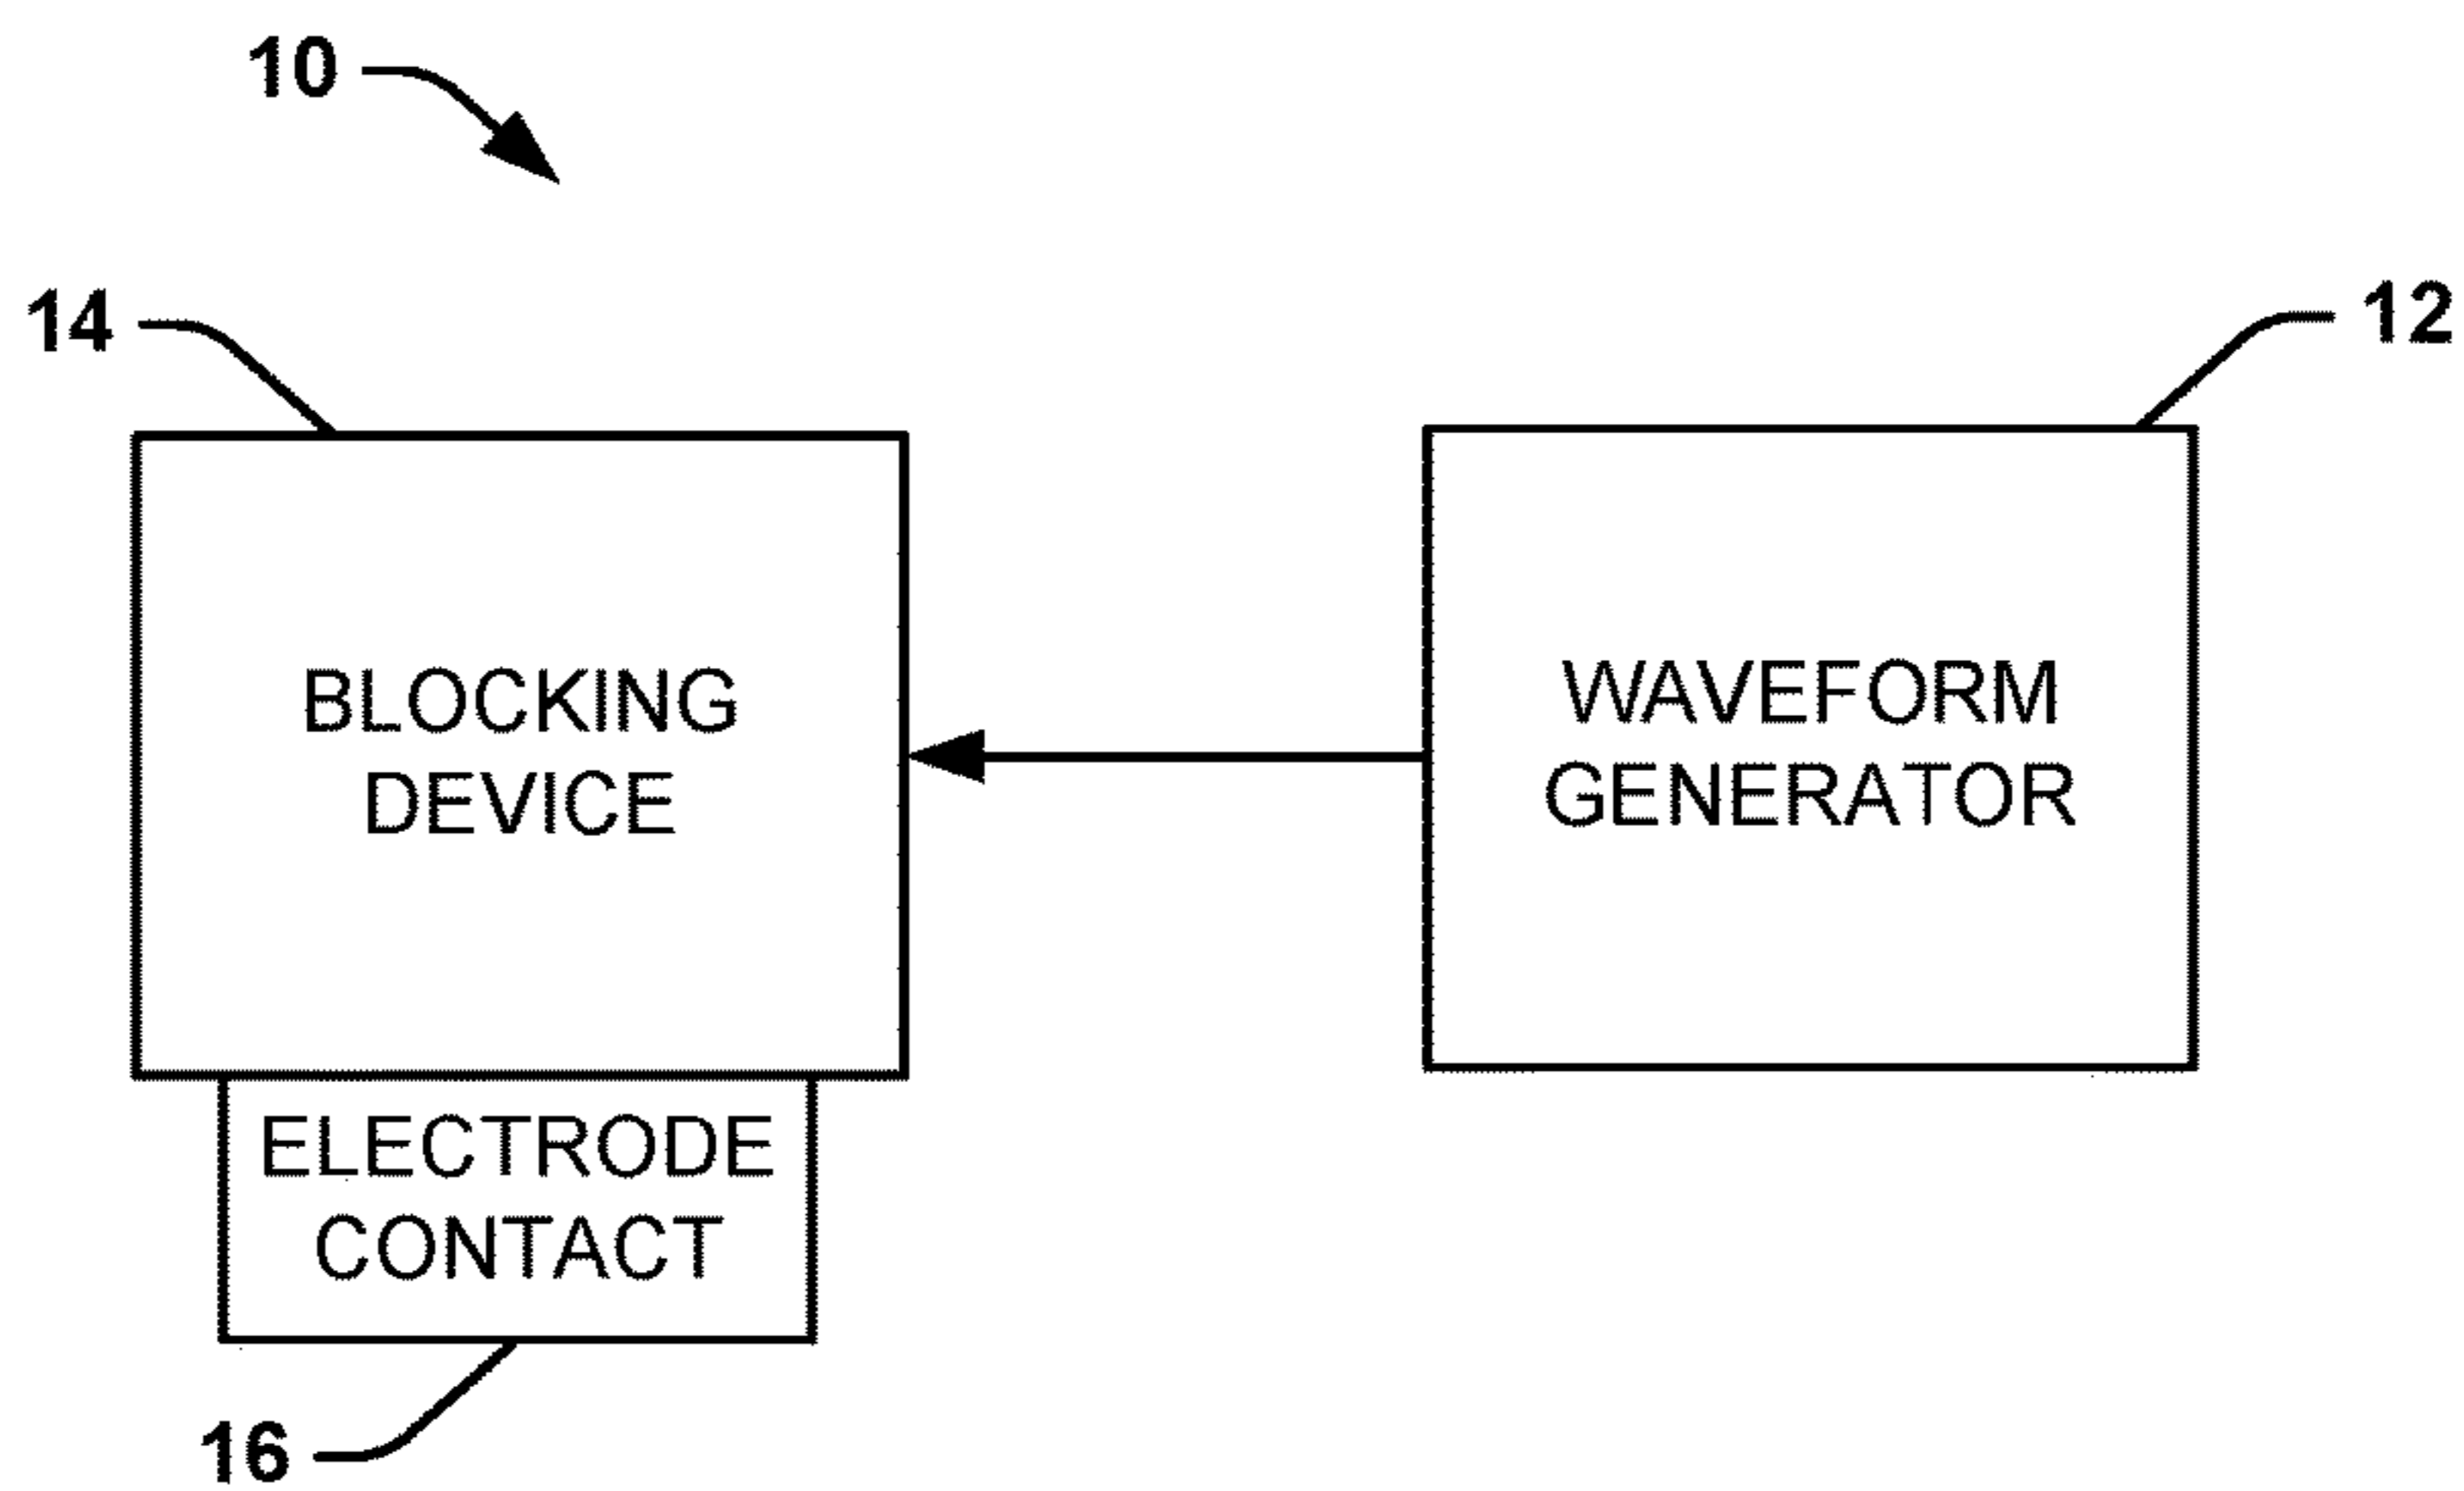 10
14
12
BLOCKING
DEVICE
WAVEFORM
GENERATOR
ELECTRODE
CONTACT
16